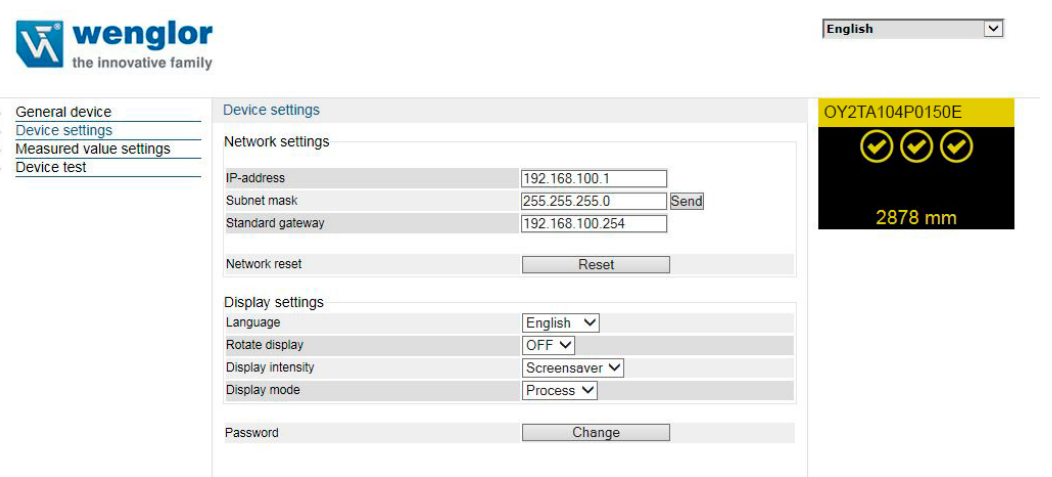 wenglor
the innovative family
English
General device
Device settings
Measured value settings
Device test
Device settings
Network settings
IP-address 192.168.100.1
Subnet mask 255.255.255.0 Send
Standard gateway 192.168.100.254
Network reset Reset
Display settings
Language English
Rotate display OFF
Display intensity Screensaver
Display mode Process
Password Change
OY2TA104P0150E
2878 mm